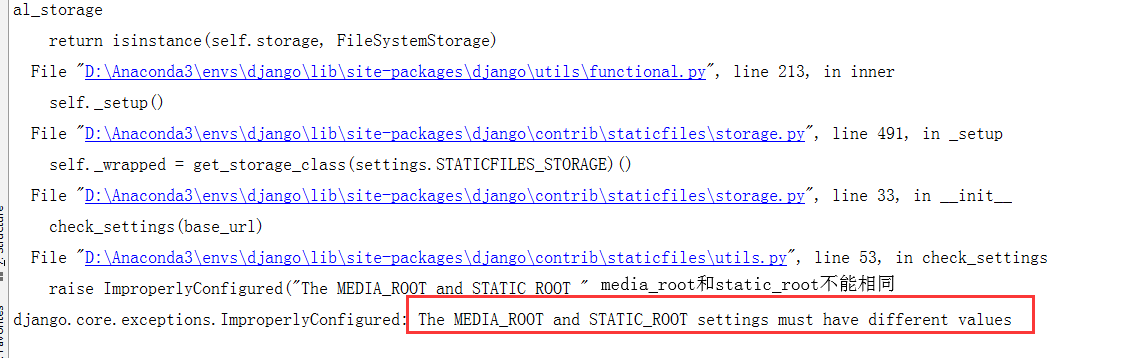 al_storage
return isinstance(self.storage, FileSystemStorage)
File "D:\Anaconda3\envs\django\lib\site-packages\django\utils\functional.py", line 213, in inner
self._setup()
File "D:\Anaconda3\envs\django\lib\site-packages\django\contrib\staticfiles\storage.py", line 491, in _setup
self._wrapped = get_storage_class(settings.STATICFILES_STORAGE)()
File "D:\Anaconda3\envs\django\lib\site-packages\django\contrib\staticfiles\storage.py", line 33, in __init__
check_settings(base_url)
File "D:\Anaconda3\envs\django\lib\site-packages\django\contrib\staticfiles\utils.py", line 53, in check_settings
raise ImproperlyConfigured("The MEDIA_ROOT and STATIC_ROOT " media_root和static_root不能相同
django.core.exceptions.ImproperlyConfigured: The MEDIA_ROOT and STATIC_ROOT settings must have different values